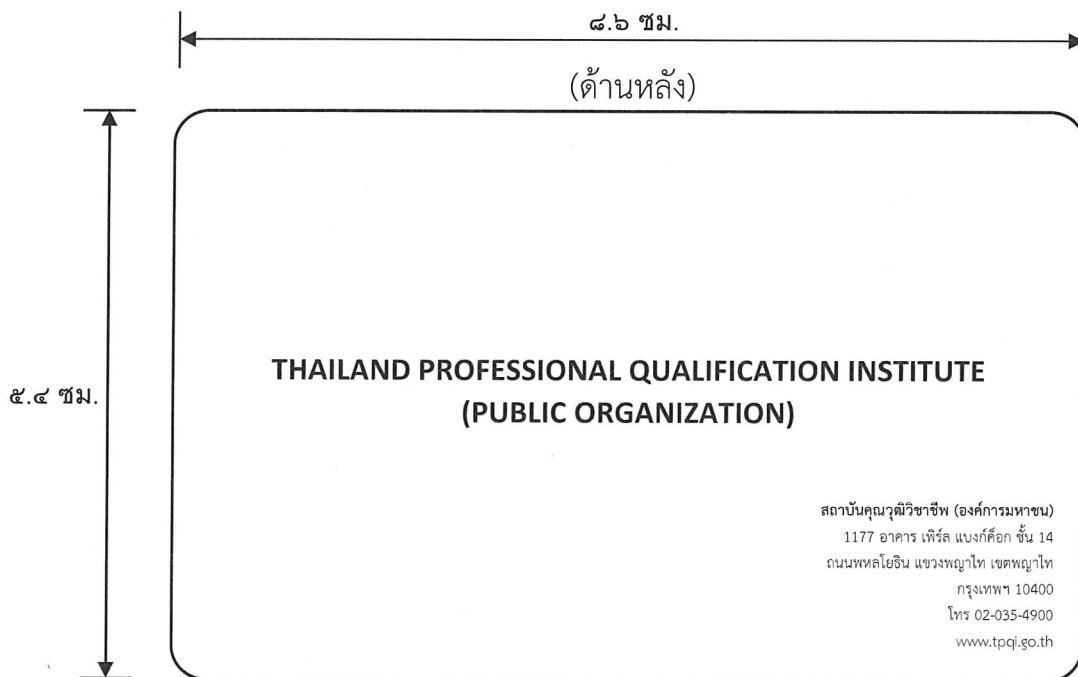 ๘.๖ ซม.
(ด้านหลัง)
๕.๔ ซม.
THAILAND PROFESSIONAL QUALIFICATION INSTITUTE
(PUBLIC ORGANIZATION)
สถาบันคุณวุฒิวิชาชีพ (องค์การมหาชน)
1177 อาคาร เพิร์ล แบงก์ค็อก ชั้น 14
ถนนพหลโยธิน แขวงพญาไท เขตพญาไท
กรุงเทพฯ 10400
โทร 02-035-4900
www.tpqi.go.th